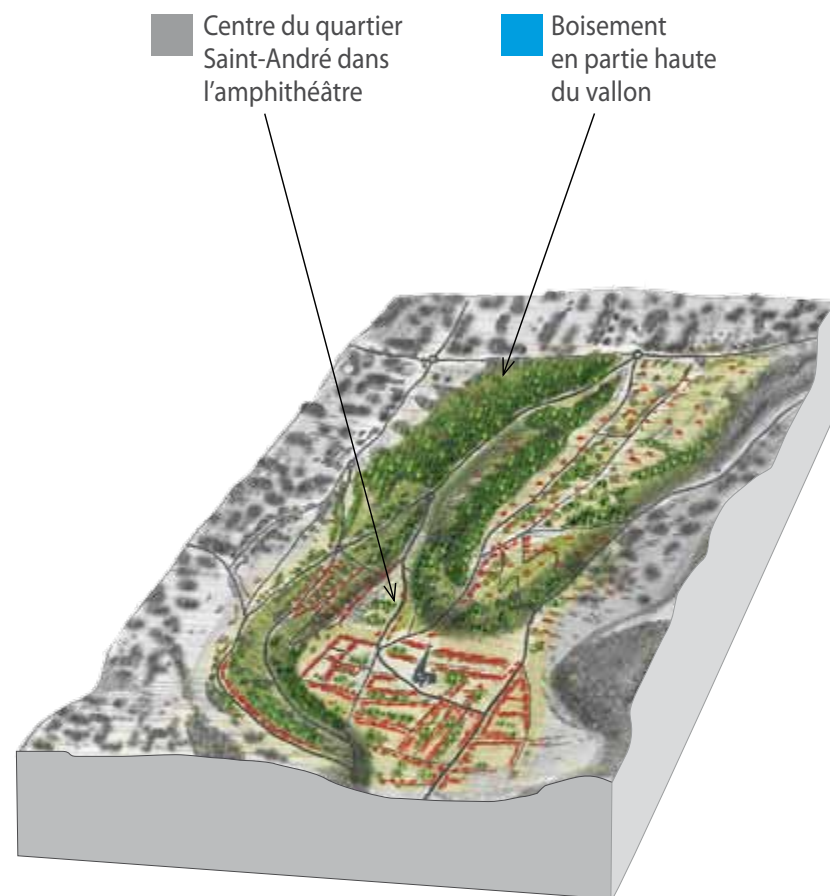 Centre du quartier
Saint-André dans
l’amphithéâtre
Boisement
en partie haute
du vallon